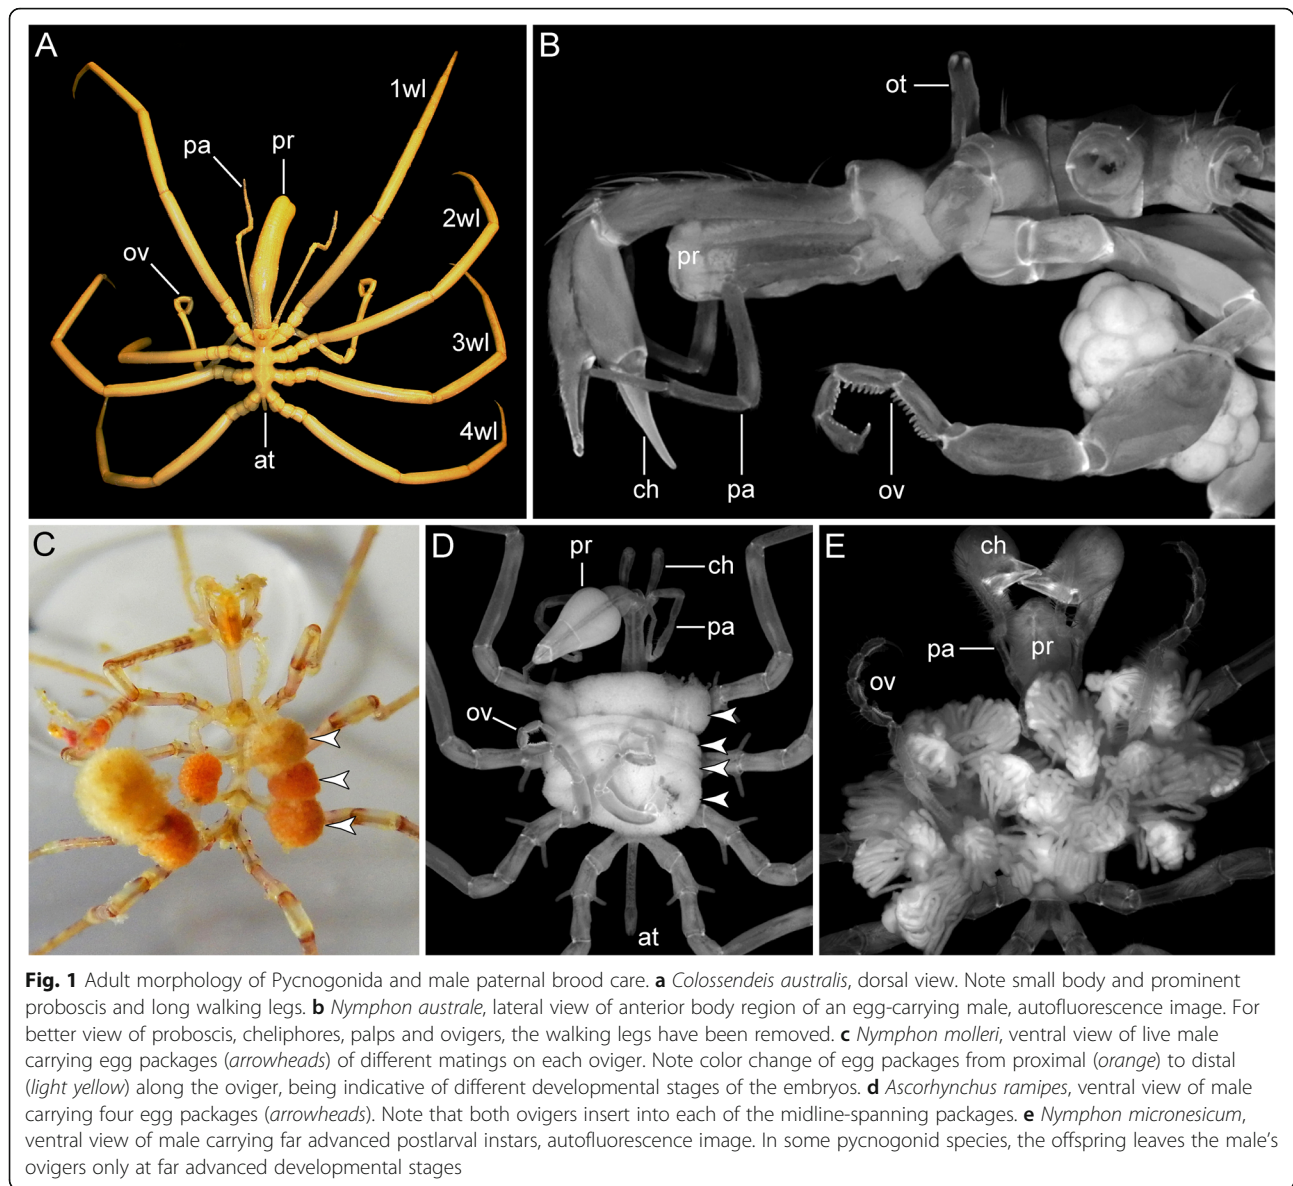 A
1wl
pa
pr
2wl
ov
3wl
4wl
at
B
ot
pr
ch
pa
ov
C
D
pr
ch
pa
ov
at
E
ch
pa
pr
ov
Fig. 1 Adult morphology of Pycnogonida and male paternal brood care. a Colossendeis australis, dorsal view. Note small body and prominent
proboscis and long walking legs. b Nymphon australe, lateral view of anterior body region of an egg-carrying male, autofluorescence image. For
better view of proboscis, cheliphores, palps and ovigers, the walking legs have been removed. c Nymphon molleri, ventral view of live male
carrying egg packages (arrowheads) of different matings on each oviger. Note color change of egg packages from proximal (orange) to distal
(light yellow) along the oviger, being indicative of different developmental stages of the embryos. d Ascorhynchus ramipes, ventral view of male
carrying four egg packages (arrowheads). Note that both ovigers insert into each of the midline-spanning packages. e Nymphon micronesicum,
ventral view of male carrying far advanced postlarval instars, autofluorescence image. In some pycnogonid species, the offspring leaves the male's
ovigers only at far advanced developmental stages